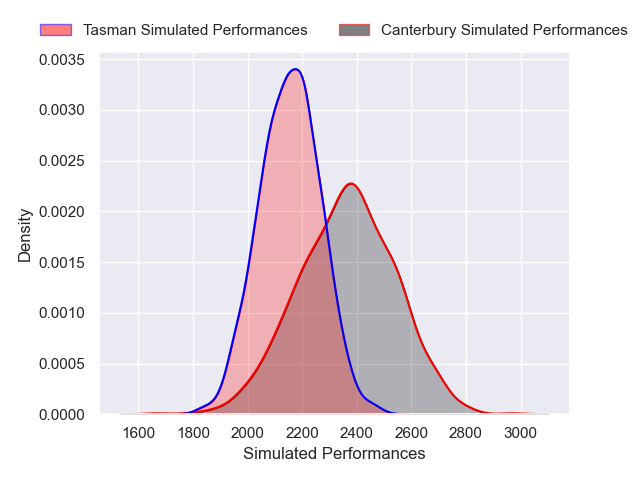 Tasman Simulated Performances Canterbury Simulated Performances
0.0035
0.0030
0.0025
0.0020
0.0015
0.0010
0.0005
0.0000
Density
1600 1800 2000 2200 2400 2600 2800 3000
Simulated Performances